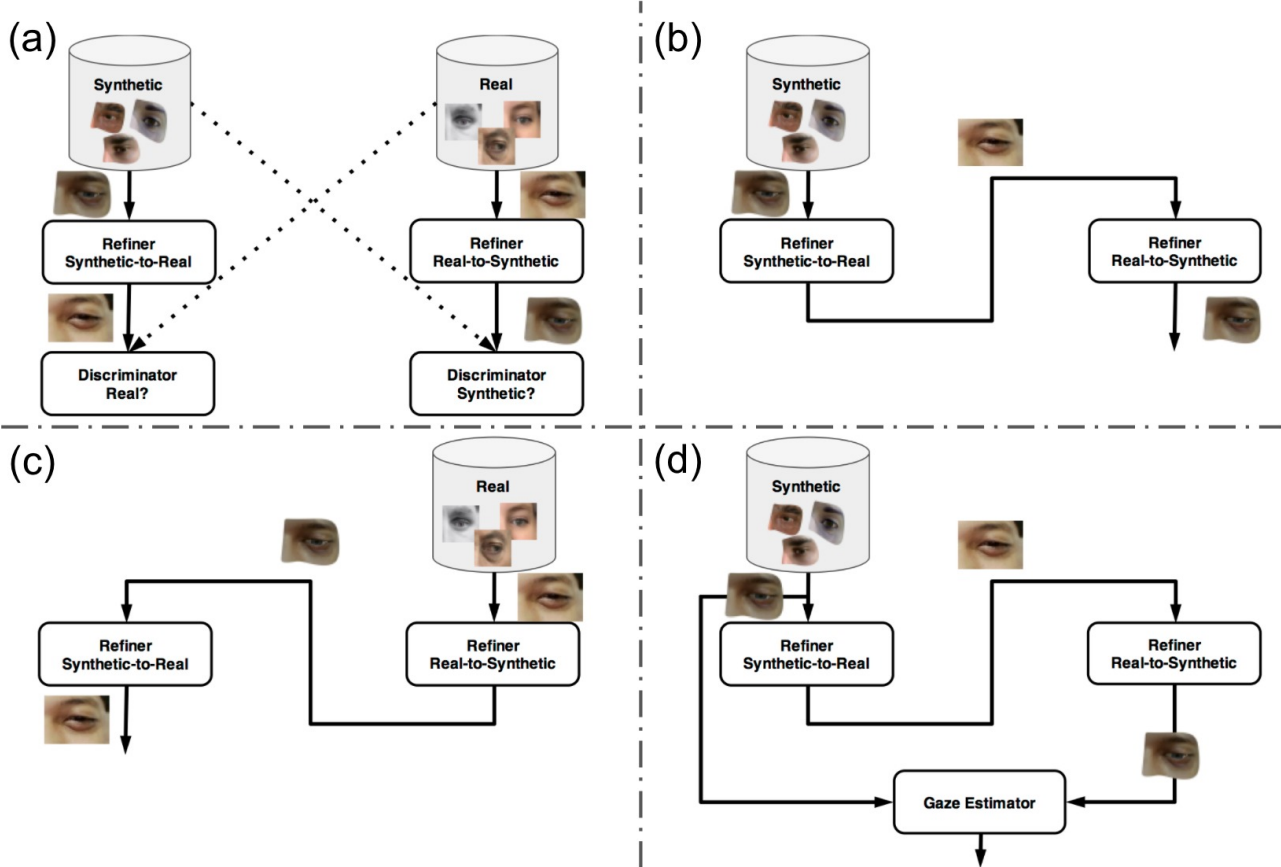 (a)
Synthetic
Real
Refiner
Synthetic-to-Real
Refiner
Real-to-Synthetic
Discriminator
Real?
Discriminator
Synthetic?
(b)
Synthetic
Refiner
Synthetic-to-Real
Refiner
Real-to-Synthetic
(c)
Real
Refiner
Synthetic-to-Real
Refiner
Real-to-Synthetic
(d)
Synthetic
Refiner
Synthetic-to-Real
Refiner
Real-to-Synthetic
Gaze Estimator